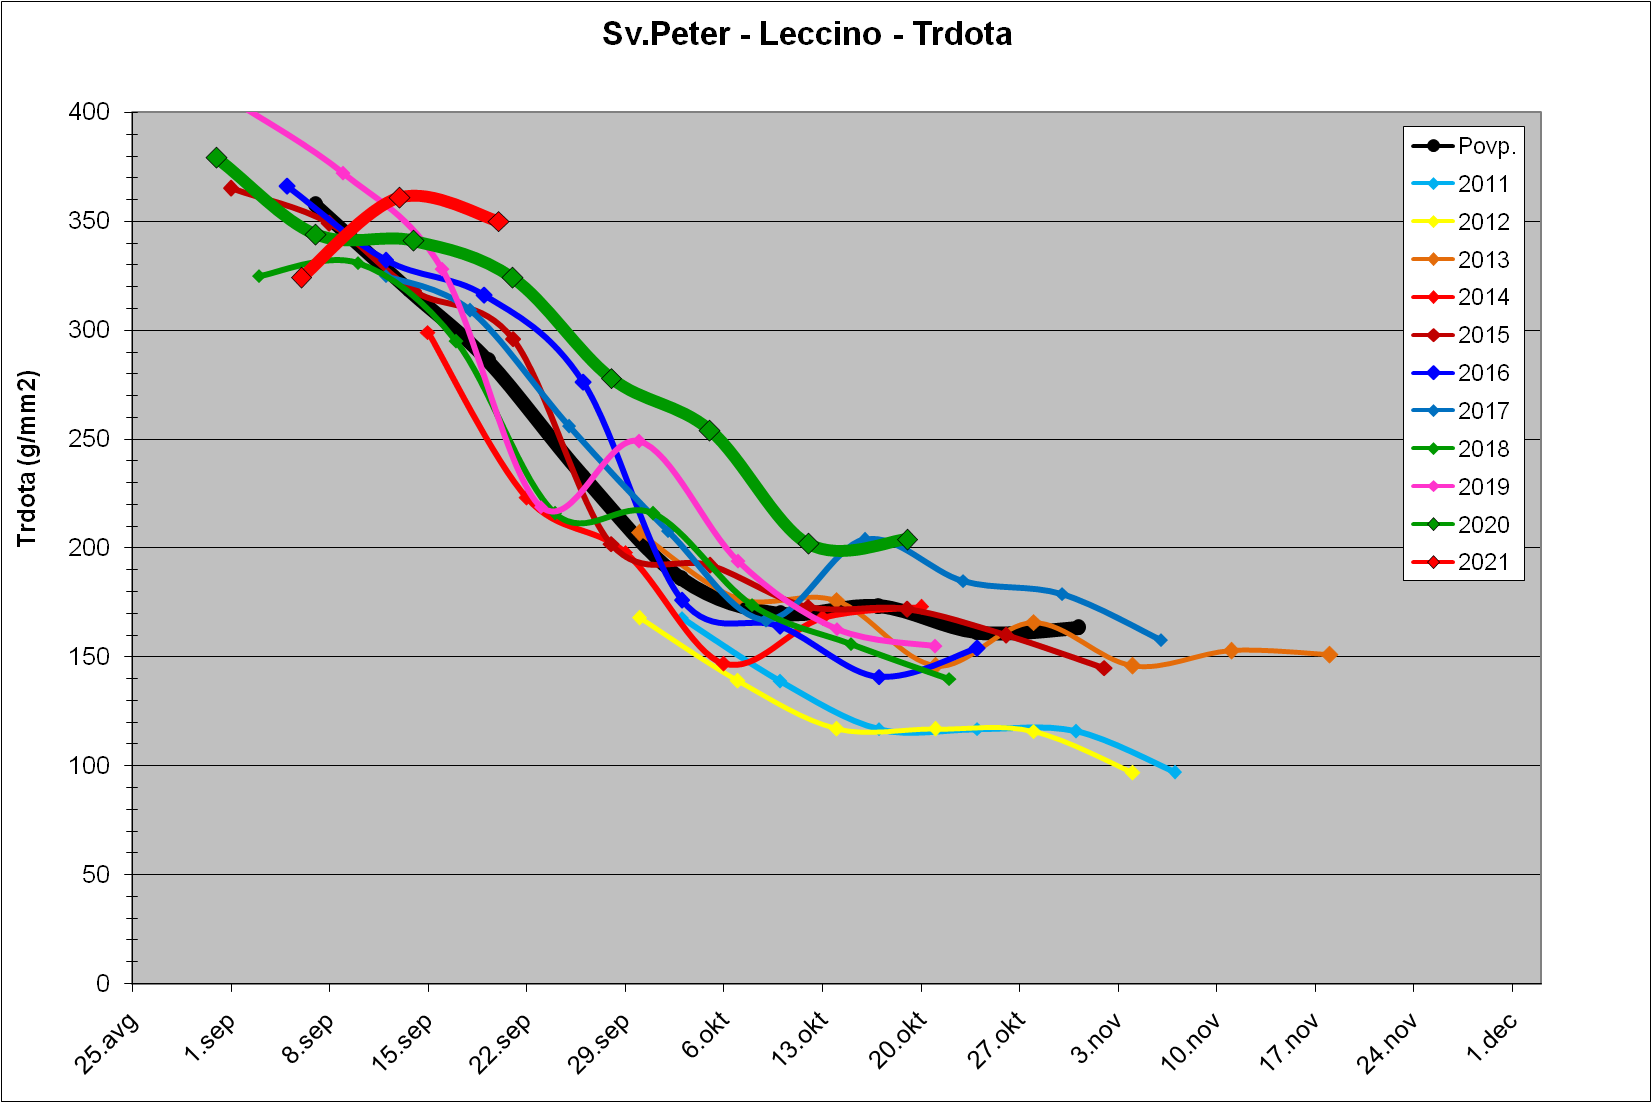 Sv.Peter - Leccino - Trdota
Trdota (g/mm2)
400
350
300
250
200
150
100
50
0
25.avg
1.sep
8.sep
15.sep
22.sep
29.sep
6.okt
13.okt
20.okt
27.okt
3.nov
10.nov
17.nov
24.nov
1.dec
Povp.
2011
2012
2013
2014
2015
2016
2017
2018
2019
2020
2021